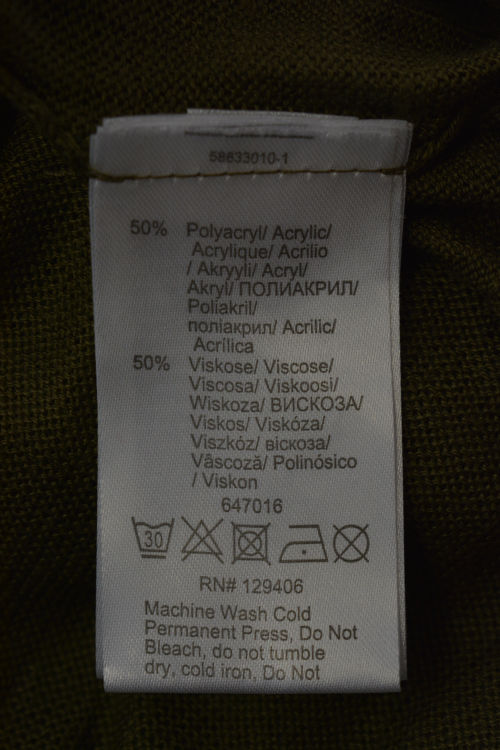 58833010-1
50% Polyacryl/ Acrylic/
Acrylique/ Acrilio
/ Akryyli/ Acryl/
Akryl/ ПОЛИАКРИЛ/
Poliakril/
поліакрил/ Acrilic/
Acrílica
50% Viskose/ Viscose/
Viscosa/ Viskoosi/
Wiskoza/ ВИСКОЗА/
Viskos/ Viskóza/
Viszkóz/ віскоза/
Vâscoză/ Polinósico
/ Viskon
647016
30
RN# 129406
Machine Wash Cold
Permanent Press, Do Not
Bleach, do not tumble
dry, cold iron, Do Not